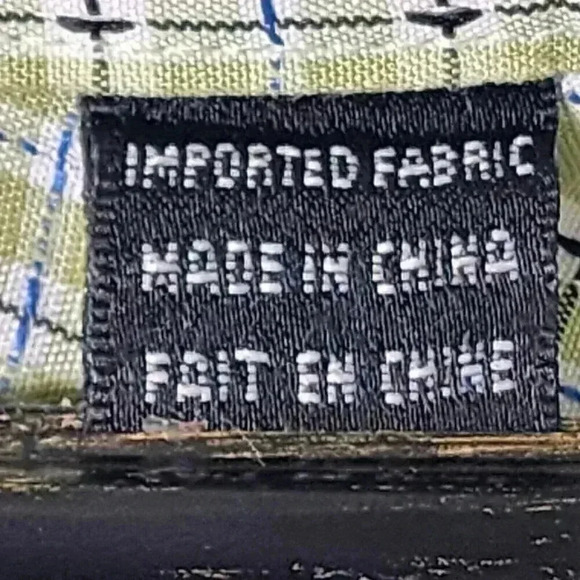 IMPORTED FABRIC
MADE IN CHINA
FAIT EN CHINE